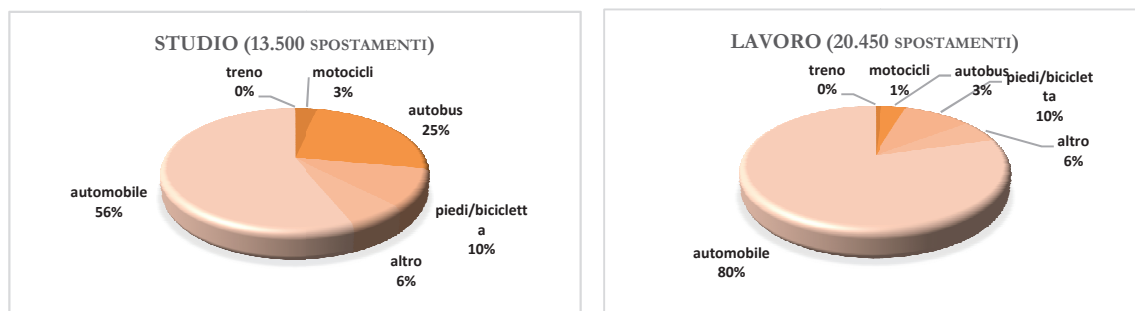 STUDIO (13.500 SPOSTAMENTI)
treno
0%
motocicli
3%
autobus
25%
piedi/biciclett
a
10%
altro
6%
automobile
56%
LAVORO (20.450 SPOSTAMENTI)
treno
0%
motocicli
1%
autobus
3%
piedi/biciclet
ta
10%
altro
6%
automobile
80%